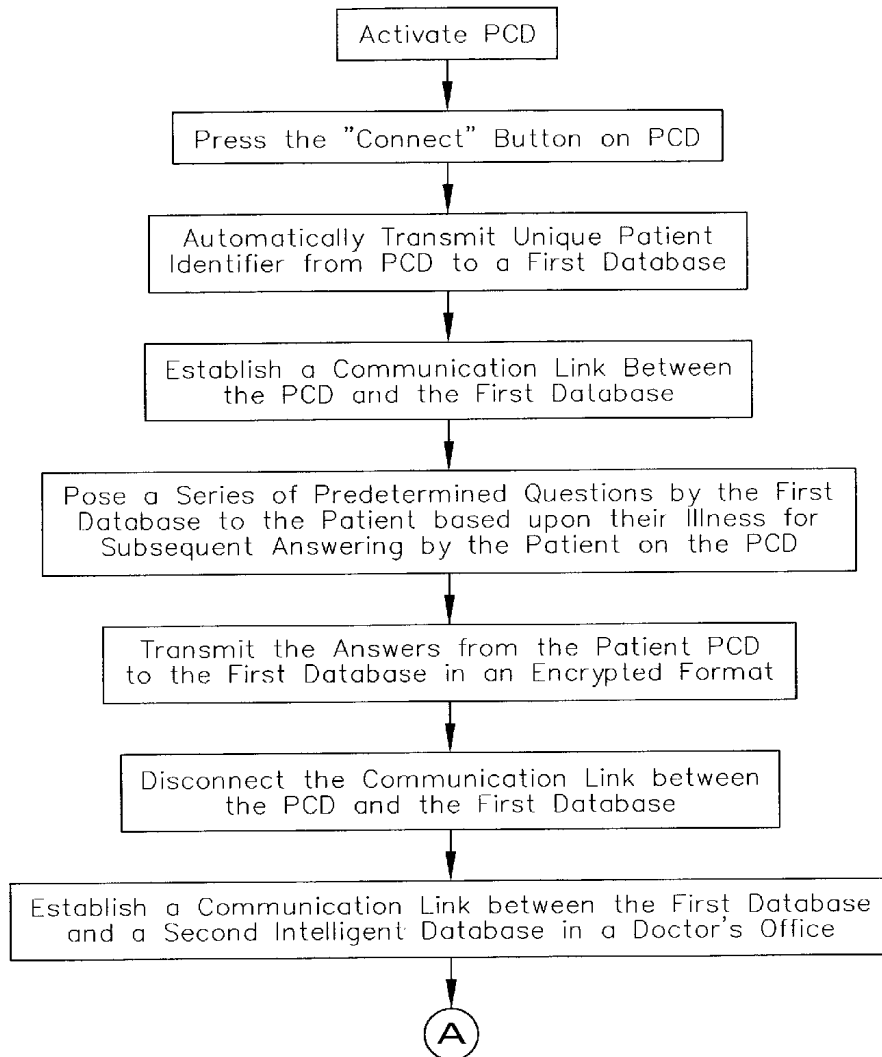 Activate PCD
Press the "Connect" Button on PCD
Automatically Transmit Unique Patient
Identifier from PCD to a First Database
Establish a Communication Link Between
the PCD and the First Database
Pose a Series of Predetermined Questions by the First
Database to the Patient based upon their Illness for
Subsequent Answering by the Patient on the PCD
Transmit the Answers from the Patient PCD
to the First Database in an Encrypted Format
Disconnect the Communication Link between
the PCD and the First Database
Establish a Communication Link between the First Database
and a Second Intelligent Database in a Doctor's Office
A